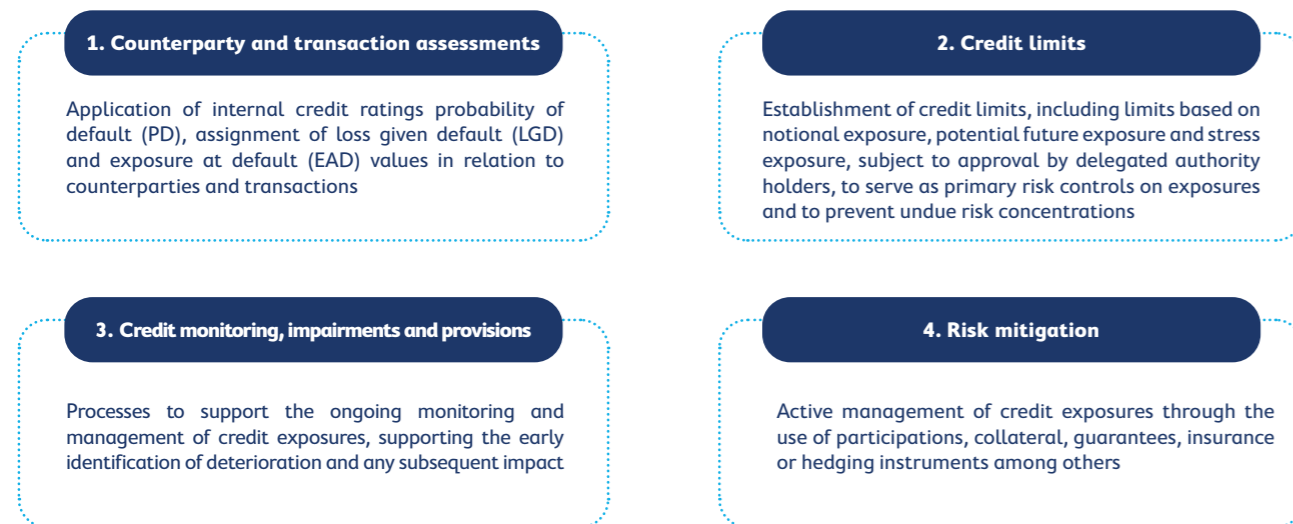 1. Counterparty and transaction assessments
Application of internal credit ratings probability of
default (PD), assignment of loss given default (LGD)
and exposure at default (EAD) values in relation to
counterparties and transactions
2. Credit limits
Establishment of credit limits, including limits based on
notional exposure, potential future exposure and stress
exposure, subject to approval by delegated authority
holders, to serve as primary risk controls on exposures
and to prevent undue risk concentrations
3. Credit monitoring, impairments and provisions
Processes to support the ongoing monitoring and
management of credit exposures, supporting the early
identification of deterioration and any subsequent impact
4. Risk mitigation
Active management of credit exposures through the
use of participations, collateral, guarantees, insurance
or hedging instruments among others